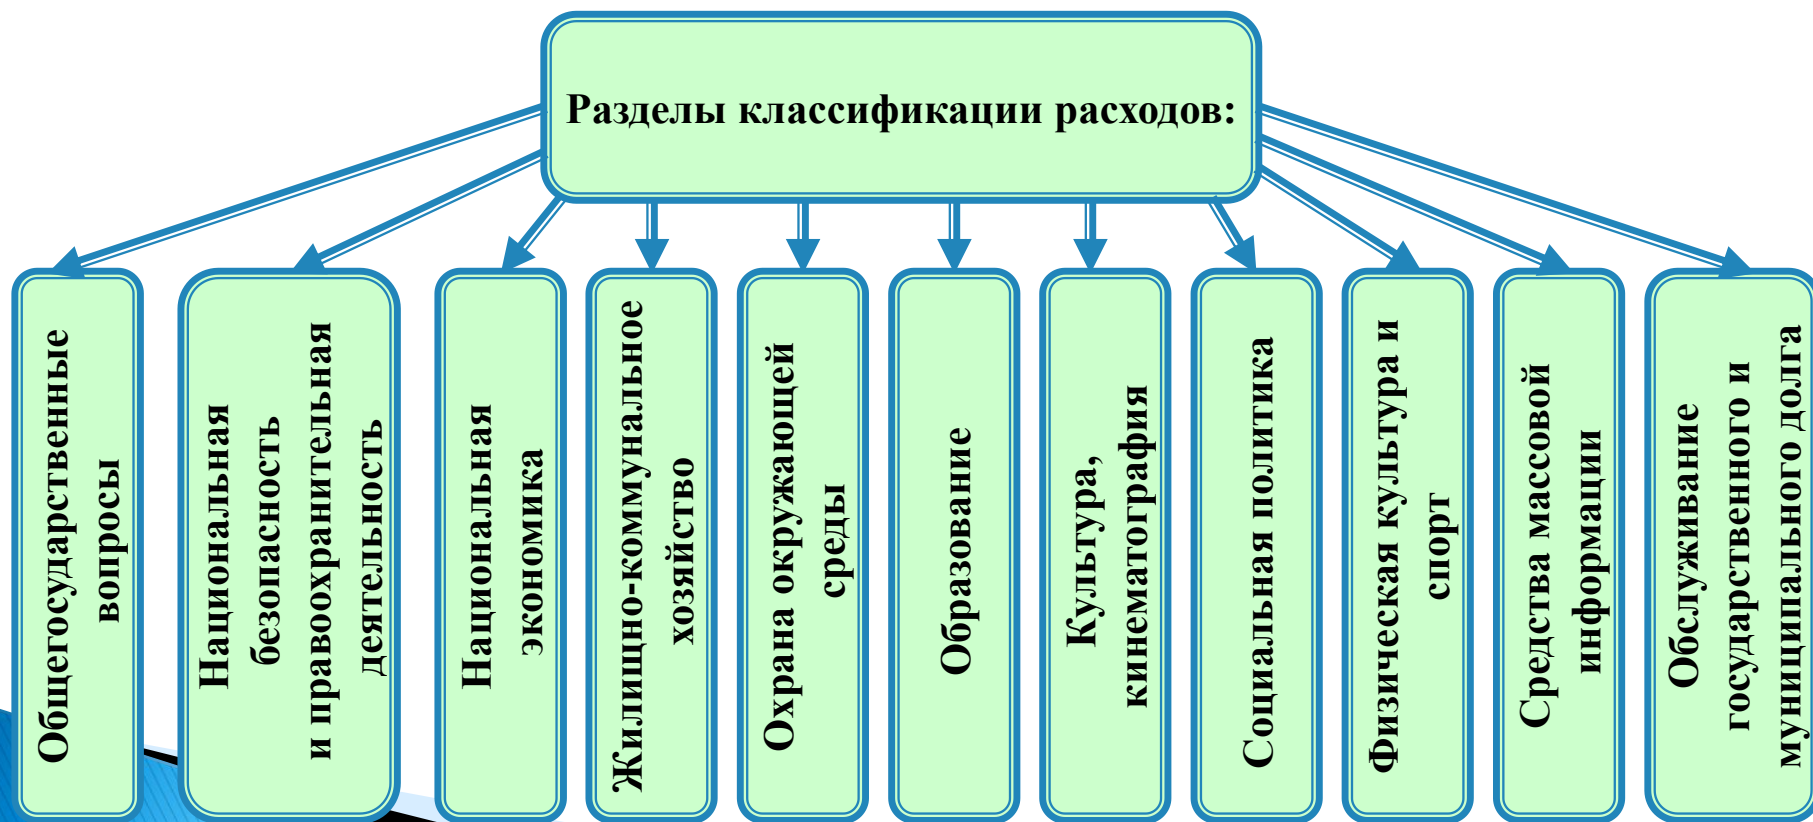 Разделы классификации расходов:
Общегосударственные
вопросы
Национальная
безопасность
и правоохранительная
деятельность
Национальная
экономика
Жилищно-коммунальное
хозяйство
Охрана окружающей
среды
Образование
Культура,
кинематография
Социальная политика
Физическая культура и
спорт
Средства массовой
информации
Обслуживание
государственного и
муниципального долга